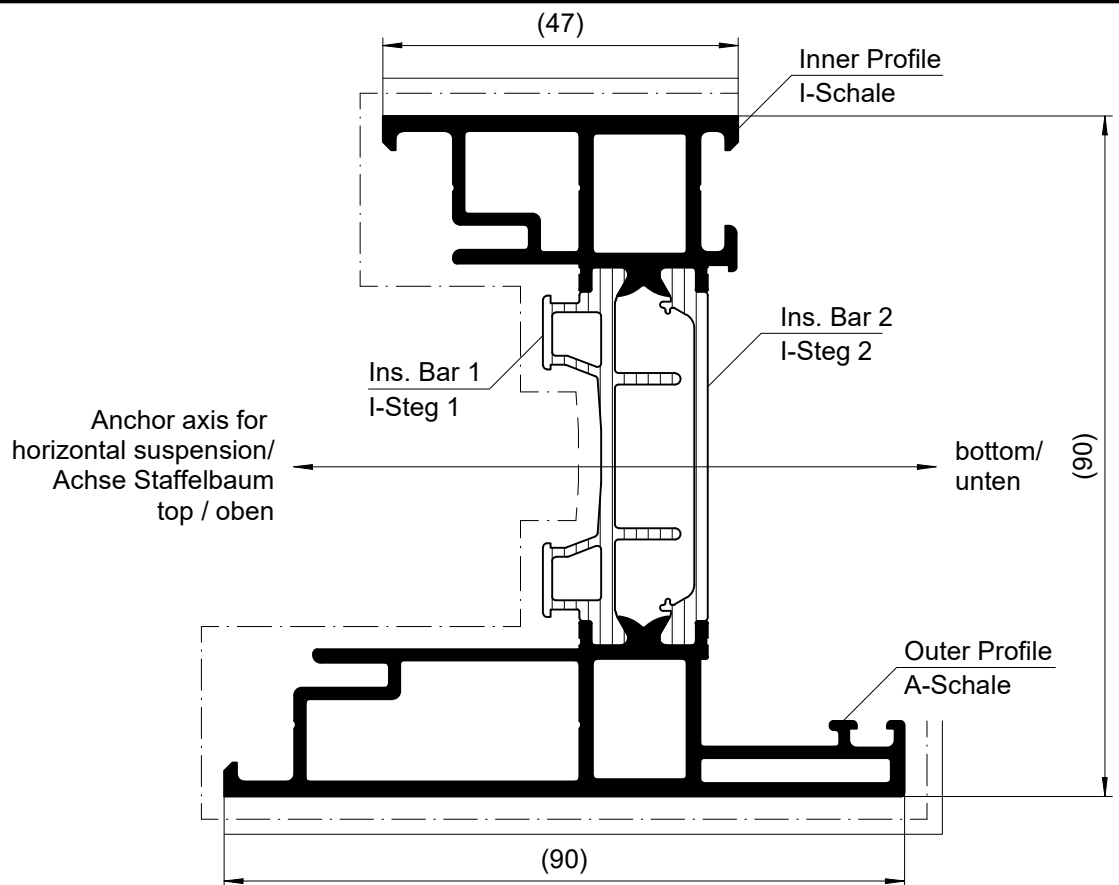 (47)
Inner Profile
I-Schale
Ins. Bar 2
I-Steg 2
Ins. Bar 1
I-Steg 1
Anchor axis for
horizontal suspension/
Achse Staffelbaum
top / oben
bottom/
unten
(90)
Outer Profile
A-Schale
(90)